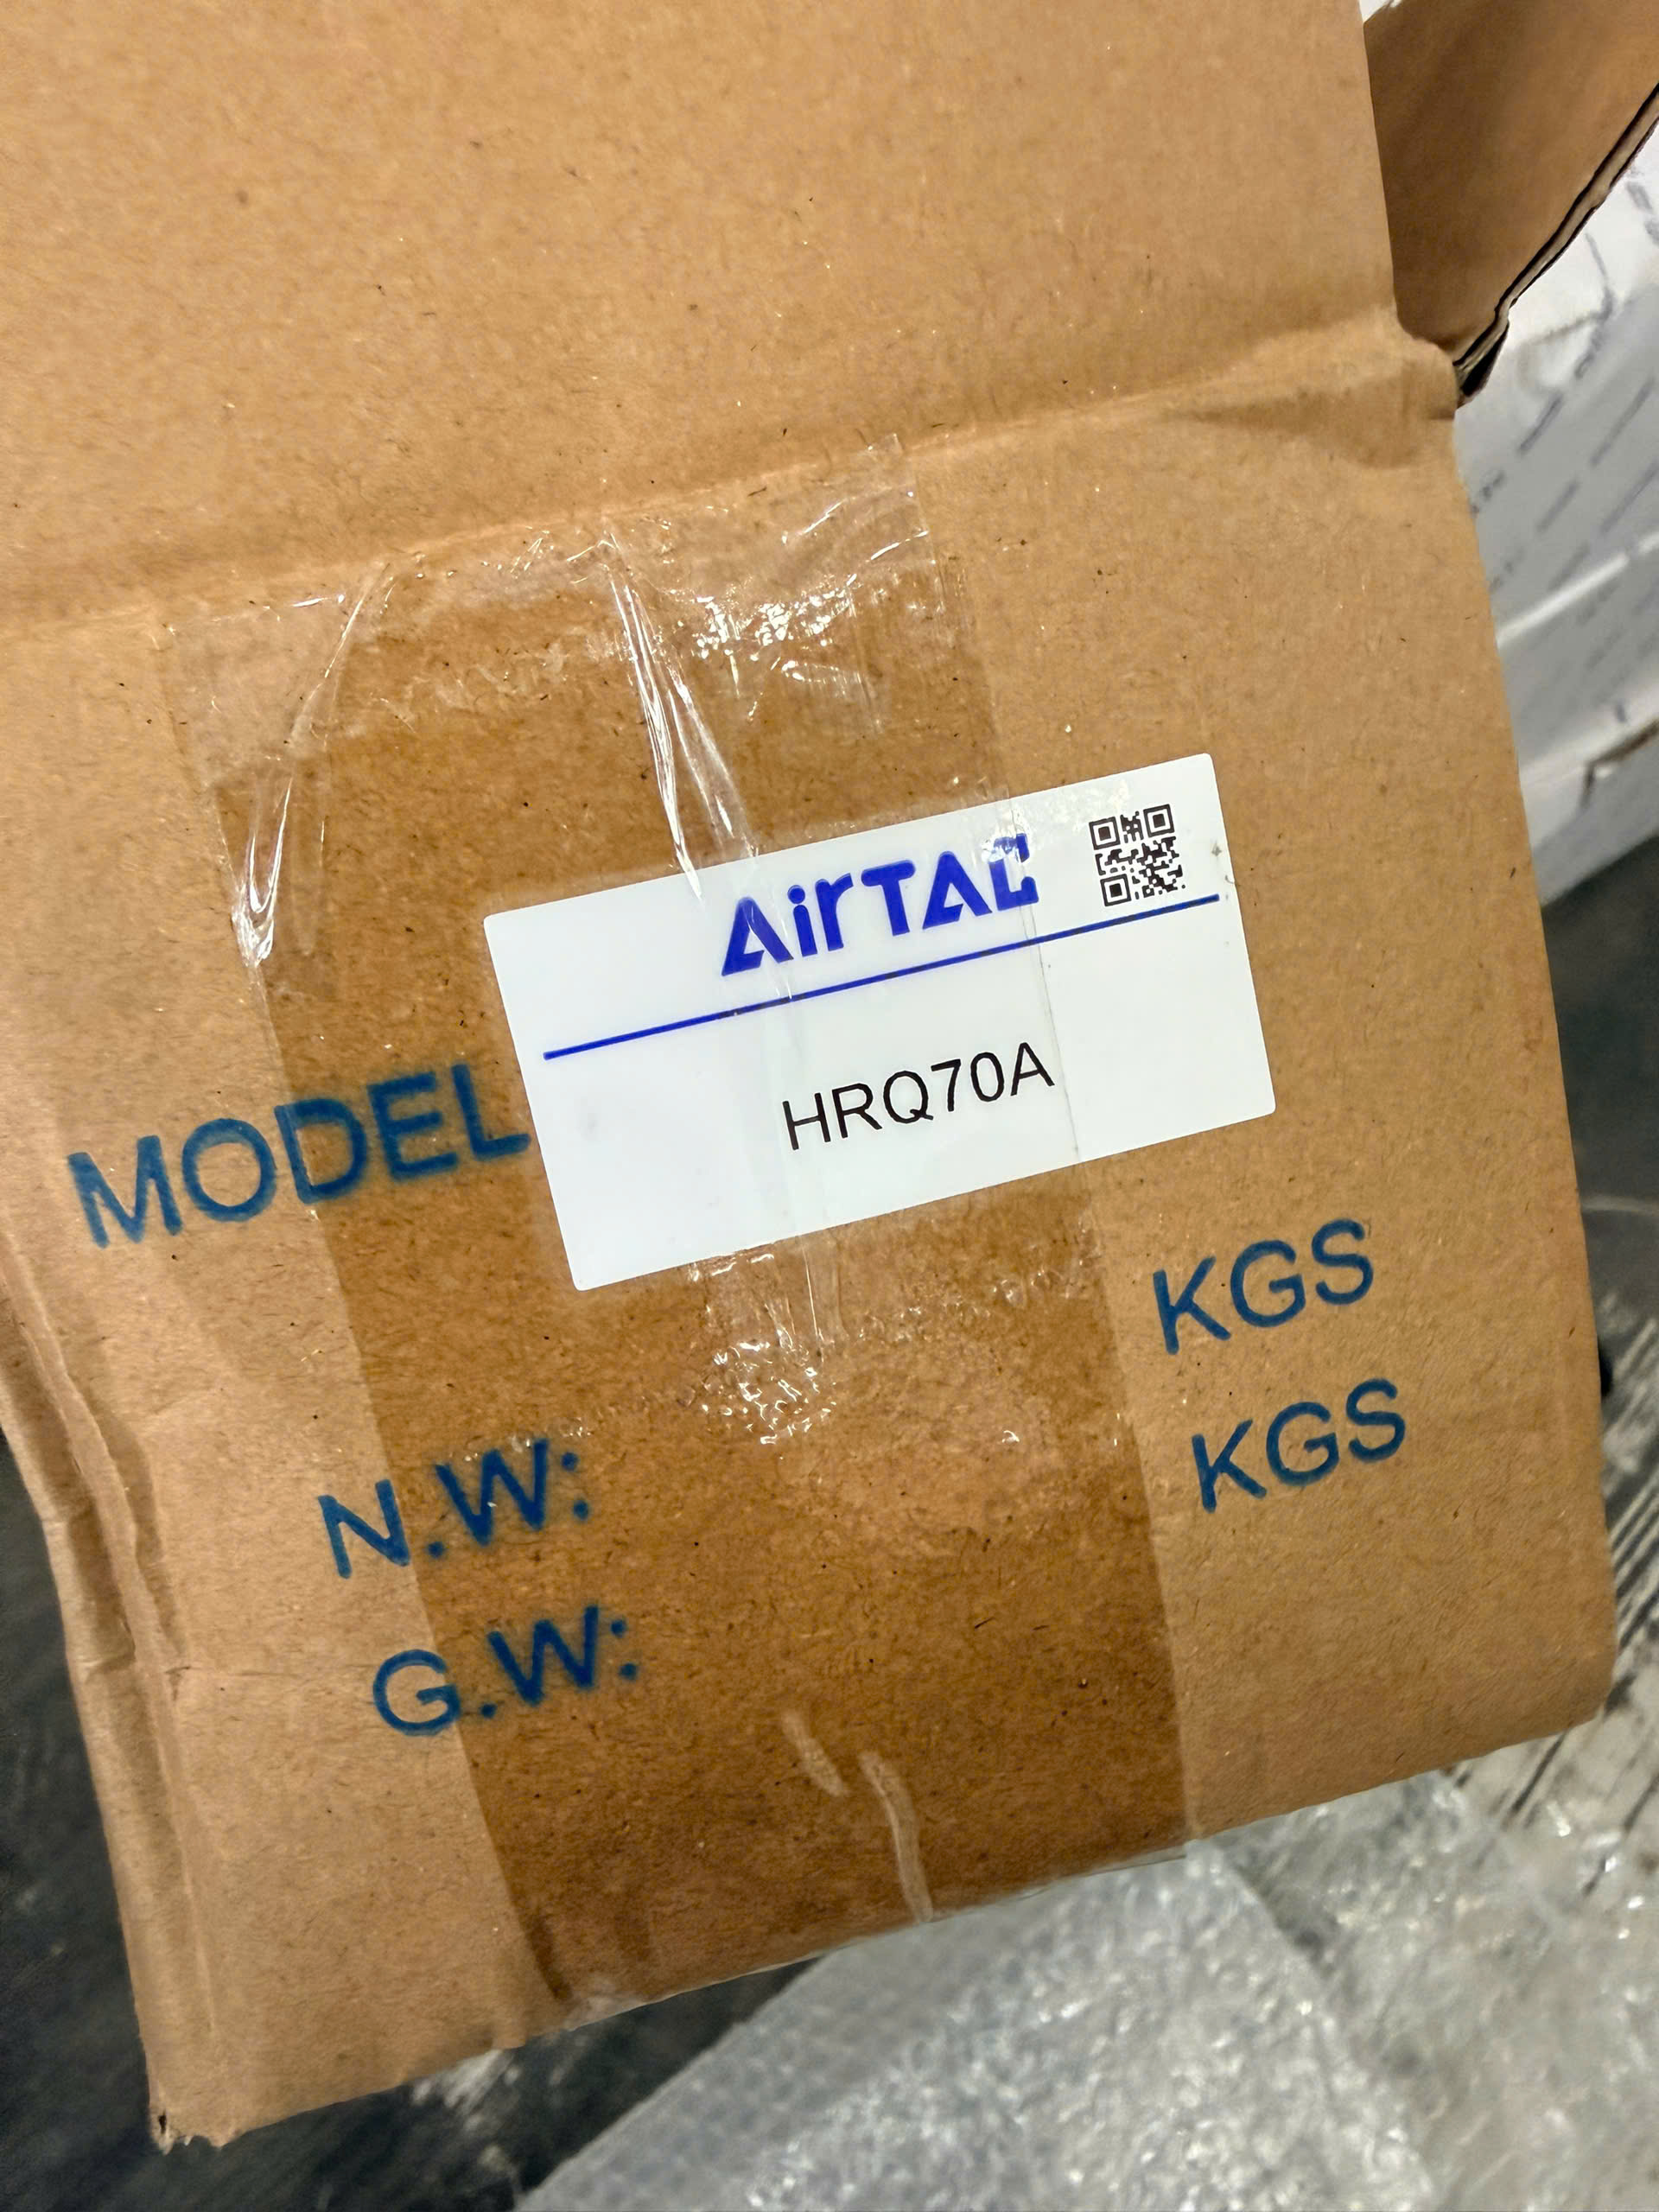 AirTAC
MODEL HRQ70A
N.W: KGS
G.W: KGS